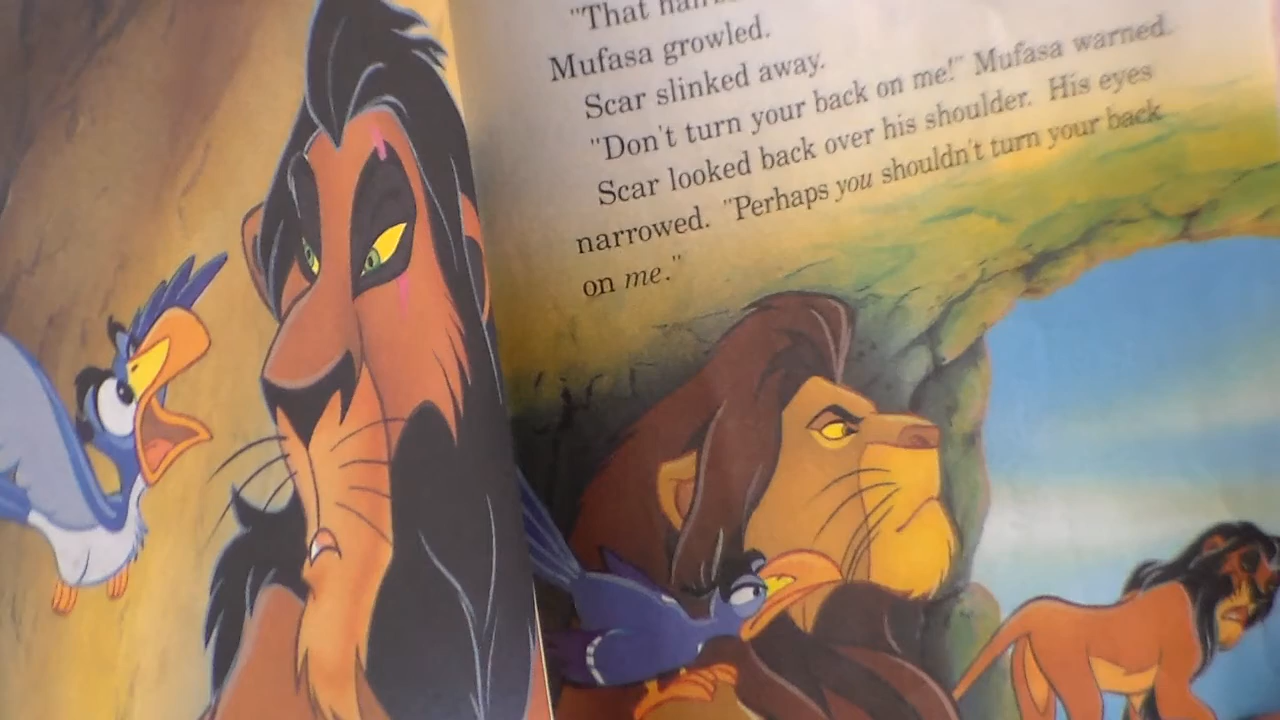 "That
Mufasa growled.
Scar slinked away.
"Don't turn your back on me!" Mufasa warned.
Scar looked back over his shoulder. His eyes
narrowed. "Perhaps you shouldn't turn your back
on me."